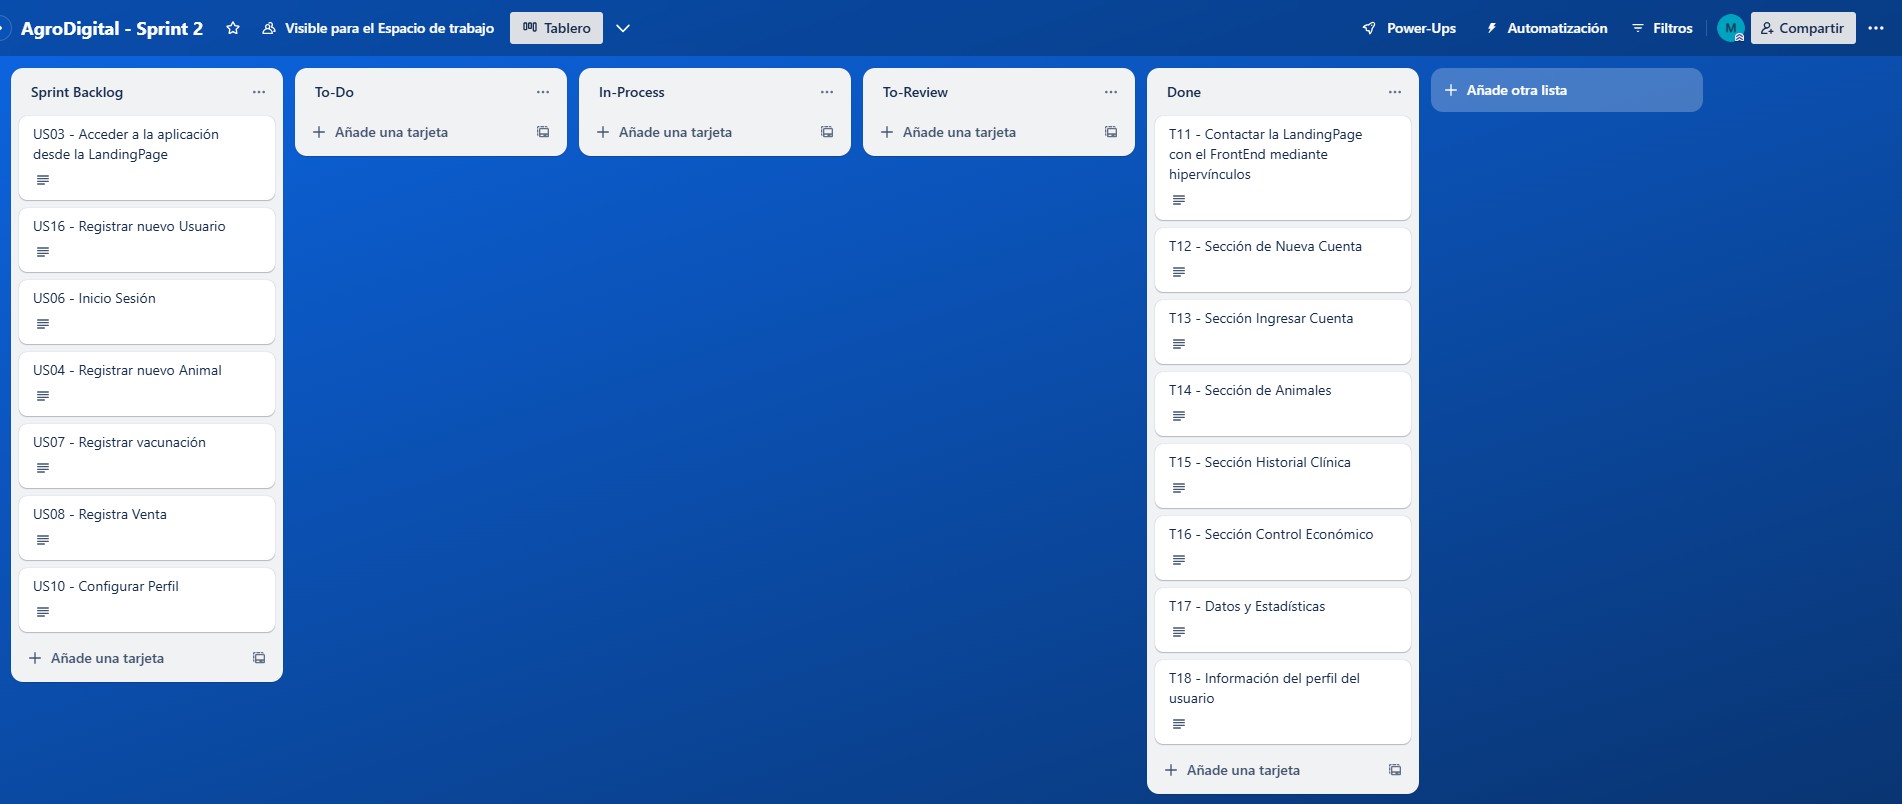 AgroDigital - Sprint 2
Visible para el Espacio de trabajo
Tablero
Power-Ups
Automatización
Filtros
M
Compartir
Sprint Backlog
US03 - Acceder a la aplicación
desde la LandingPage
US16 - Registrar nuevo Usuario
US06 - Inicio Sesión
US04 - Registrar nuevo Animal
US07 - Registrar vacunación
US08 - Registra Venta
US10 - Configurar Perfil
Añade una tarjeta
To-Do
Añade una tarjeta
In-Process
Añade una tarjeta
To-Review
Añade una tarjeta
Done
T11 - Contactar la LandingPage
con el FrontEnd mediante
hipervínculos
T12 - Sección de Nueva Cuenta
T13 - Sección Ingresar Cuenta
T14 - Sección de Animales
T15 - Sección Historial Clínica
T16 - Sección Control Económico
T17 - Datos y Estadísticas
T18 - Información del perfil del
usuario
Añade una tarjeta
Añade otra lista